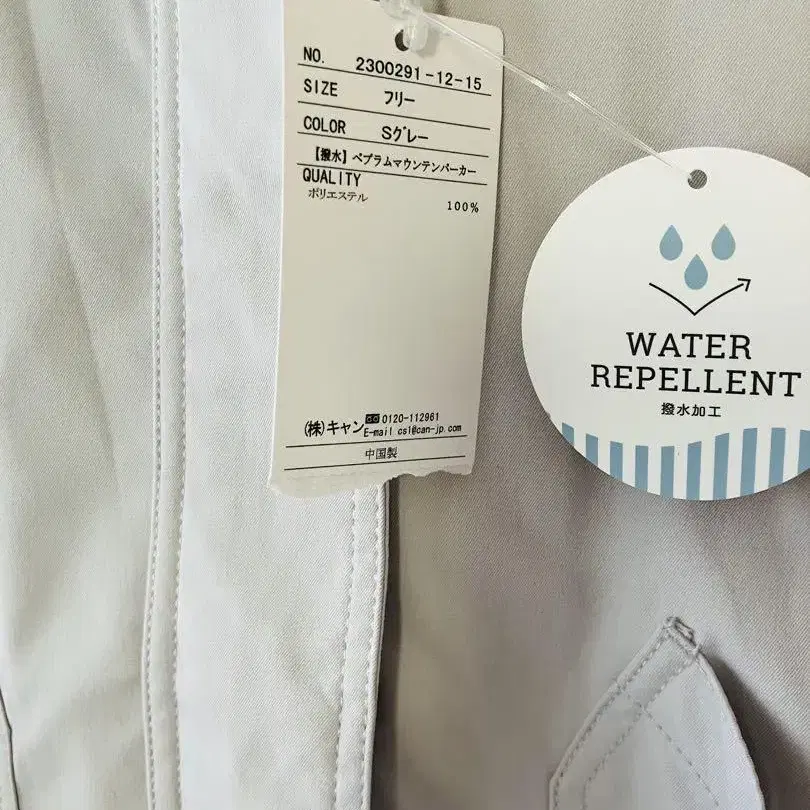 NO. 2300291-12-15
SIZE フリー
COLOR Sグレー
【撥水】ペプラムマウンテンパーカー
QUALITY
ポリエステル 100%
(株)キャン 0120-112961
E-mail csl@can-jp.com
中国製
WATER
REPELLENT
撥水加工